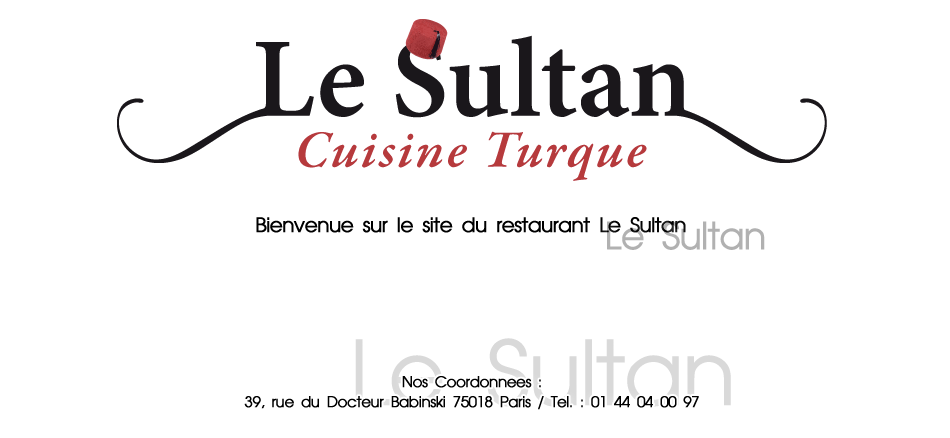 Le Sultan
Cuisine Turque
Bienvenue sur le site du restaurant Le Sultan
Le Sultan
Le Sultan
Nos Coordonnees :
39, rue du Docteur Babinski 75018 Paris / Tel. : 01 44 04 00 97